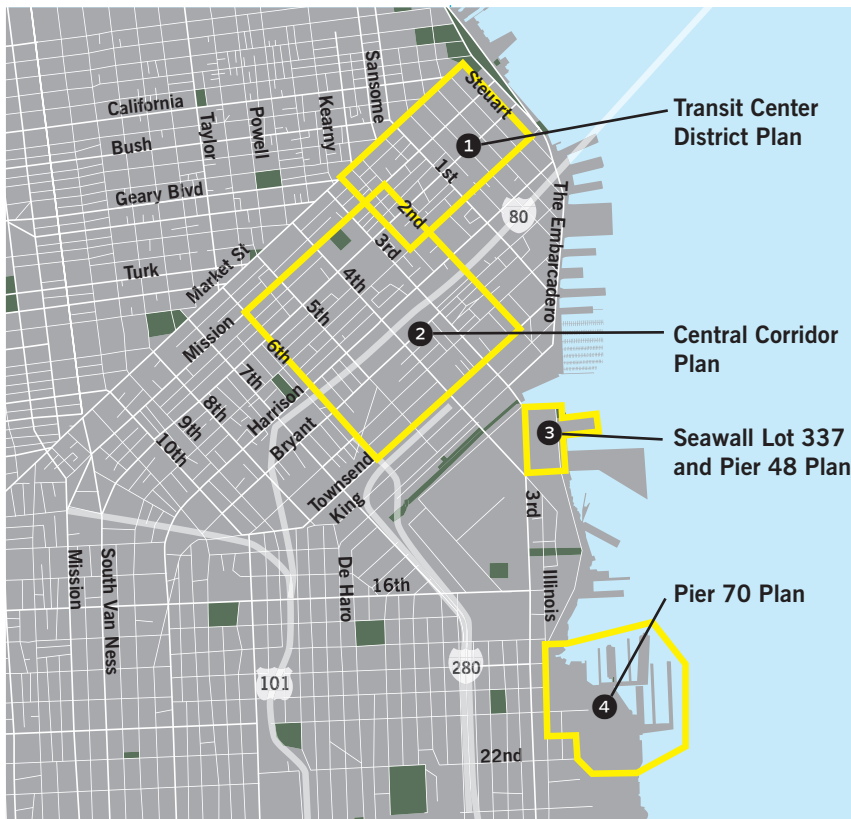 Sansome
Steuart
California
Kearny
Powell
Taylor
Bush
Transit Center
District Plan
1
1st
Geary Blvd
The Embarcadero
2nd
80
3rd
Market St
Turk
4th
5th
Mission
2
Central Corridor
Plan
6th
7th
Harrison
8th
Bryant
9th
10th
3
Seawall Lot 337
and Pier 48 Plan
Townsend
King
3rd
Mission
South Van Ness
De Haro
16th
Illinois
Pier 70 Plan
280
101
4
22nd